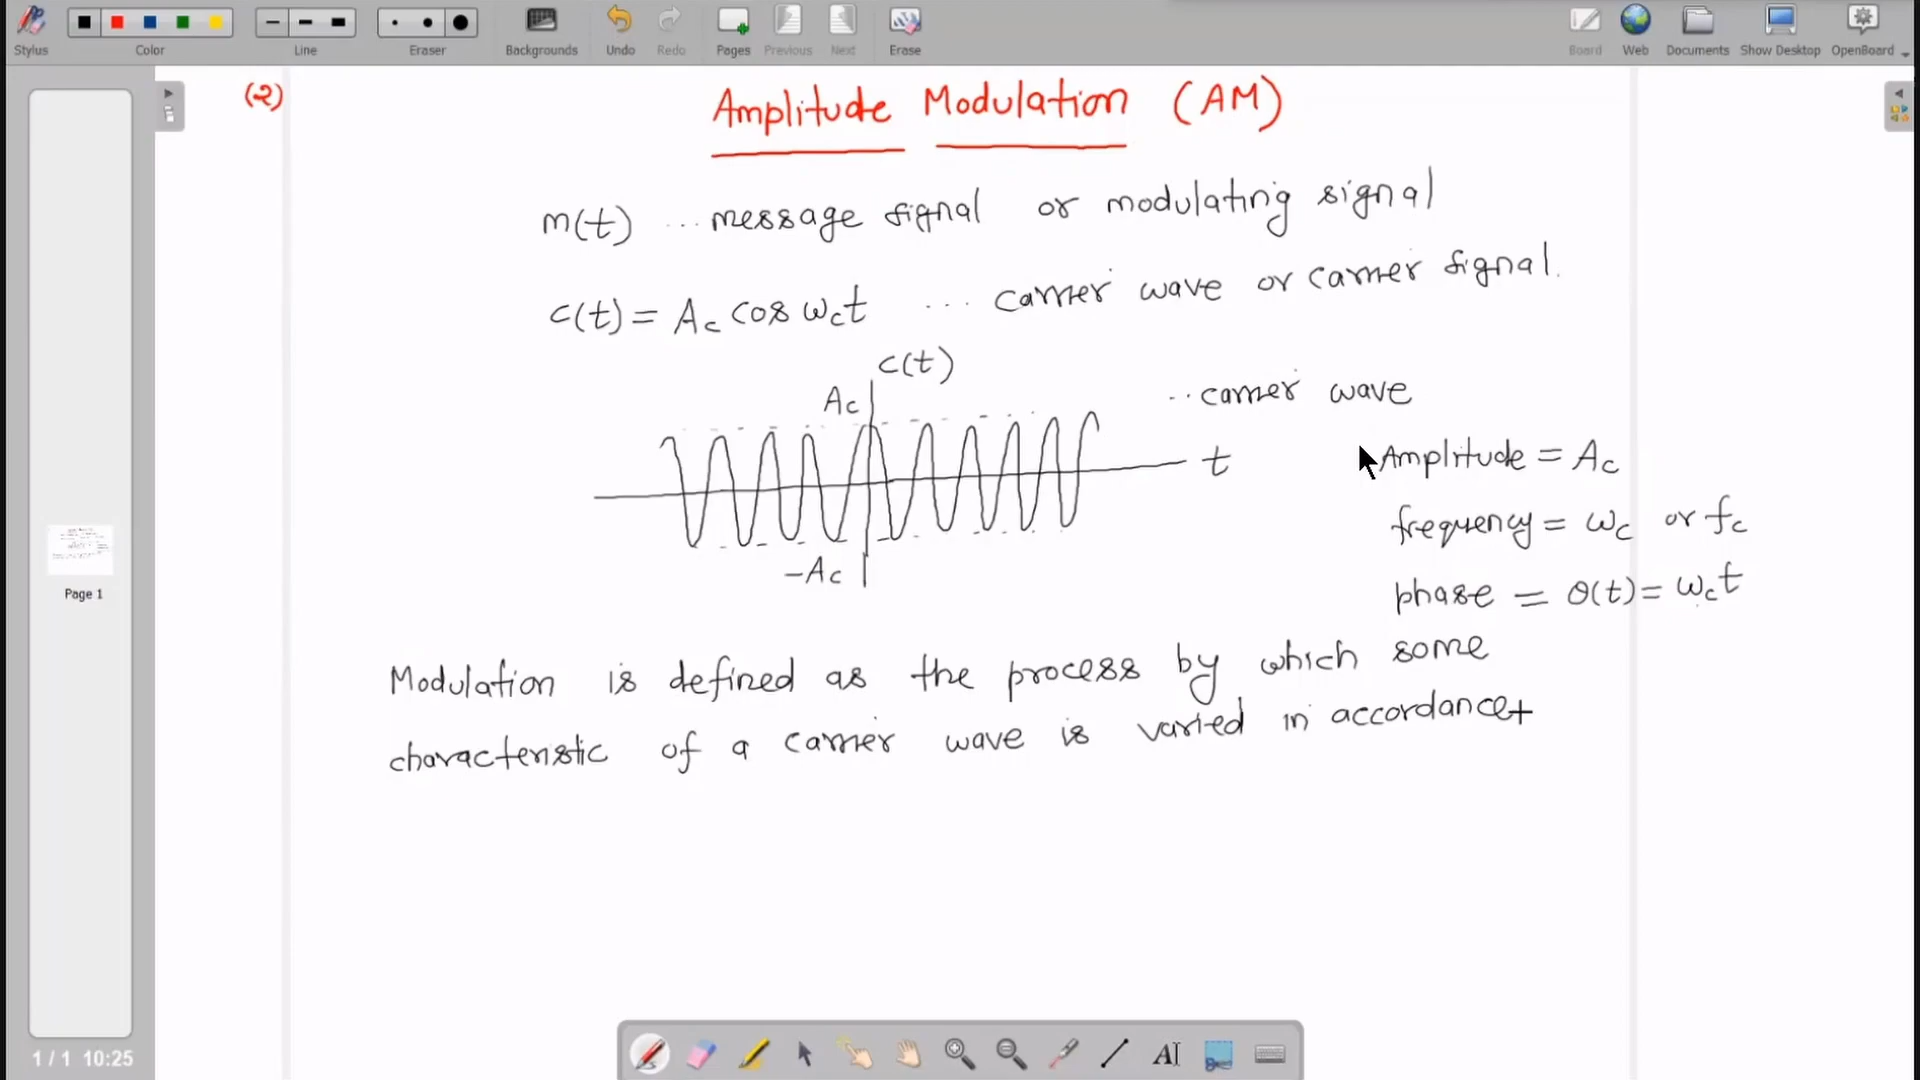 Stylus Color Line Eraser Backgrounds Undo Redo Pages Previous Next Erase Board Web Documents Show Desktop OpenBoard
(2) Amplitude Modulation (AM)
m(t) ... message signal or modulating signal
c(t) = Ac cos ωct ... carrier wave or carrier signal.
c(t)
Ac
.. carrier wave
t
Amplitude = Ac
frequency = ωc or fc
-Ac
phase = θ(t) = ωct
Modulation is defined as the process by which some
characteristic of a carrier wave is varied in accordance
Page 1
1 / 1 10:25
AI